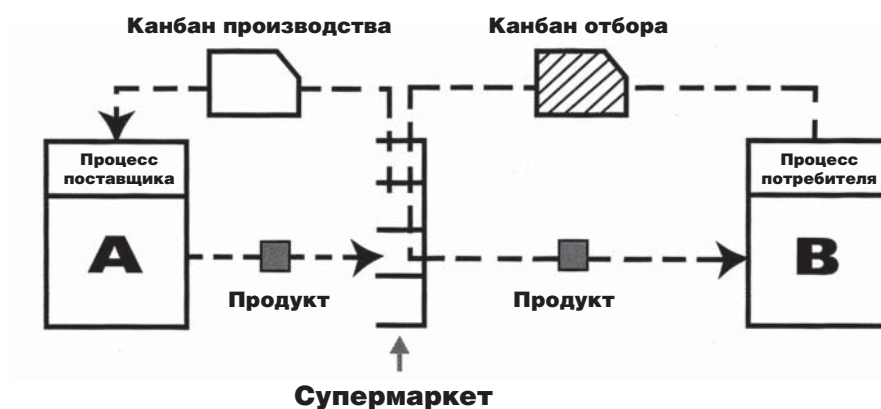 Канбан производства
Канбан отбора
Процесс
поставщика
A
Продукт
Процесс
потребителя
B
Продукт
Супермаркет